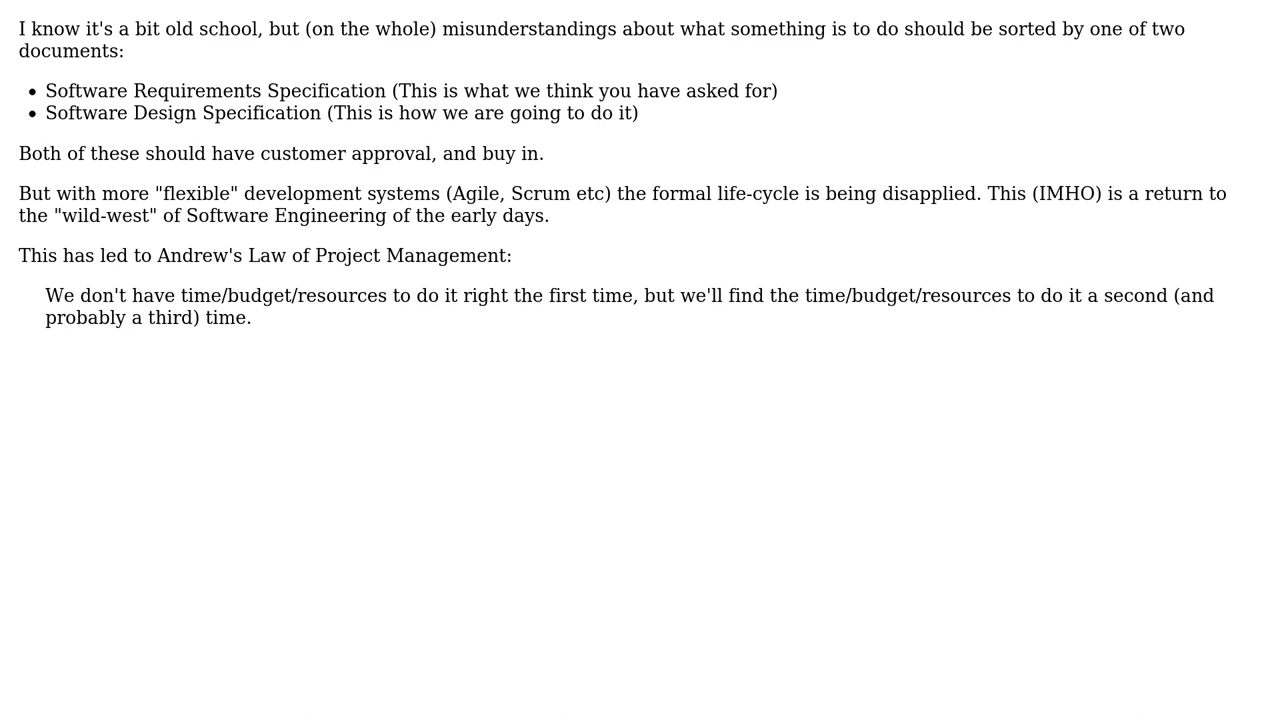 I know it's a bit old school, but (on the whole) misunderstandings about what something is to do should be sorted by one of two
documents:
• Software Requirements Specification (This is what we think you have asked for)
• Software Design Specification (This is how we are going to do it)
Both of these should have customer approval, and buy in.
But with more "flexible" development systems (Agile, Scrum etc) the formal life-cycle is being disapplied. This (IMHO) is a return to
the "wild-west" of Software Engineering of the early days.
This has led to Andrew's Law of Project Management:
We don't have time/budget/resources to do it right the first time, but we'll find the time/budget/resources to do it a second (and
probably a third) time.